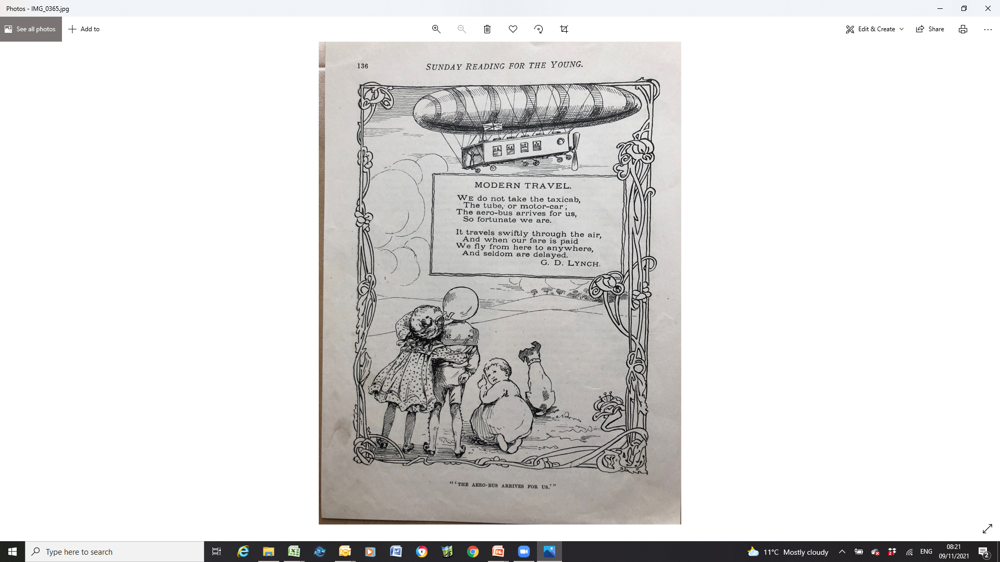 Photos - IMG_0365.jpg
See all photos
Add to
Edit & Create
Share
136
SUNDAY READING FOR THE YOUNG.
MODERN TRAVEL.
WE do not take the taxicab,
The tube, or motor-car;
The aero-bus arrives for us,
So fortunate we are.
It travels swiftly through the air,
And when our fare is paid
We fly from here to anywhere,
And seldom are delayed.
G. D. LYNCH.
"'THE AERO-BUS ARRIVES FOR US.'"
Type here to search
11°C Mostly cloudy
ENG
08:21
09/11/2021
2